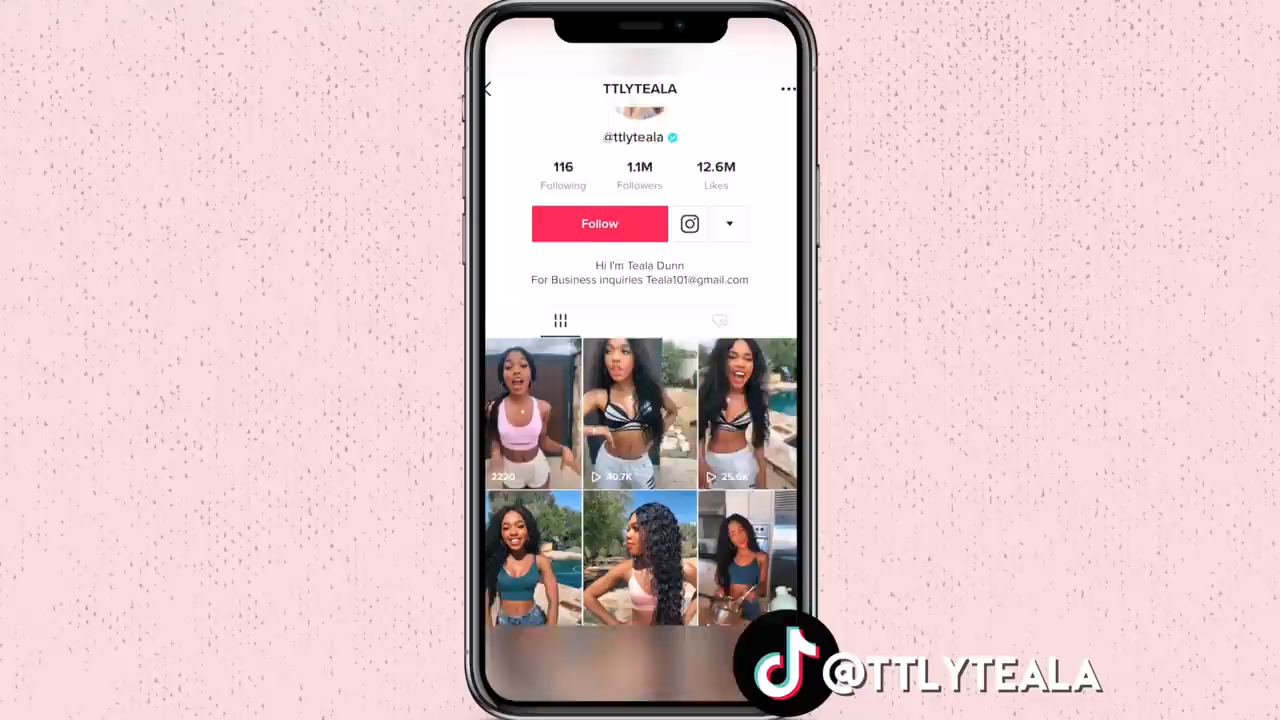 TTLYTEALA
@ttlyteala
116 1.1M 12.6M
Following Followers Likes
Follow
Hi I'm Teala Dunn
For Business inquiries Teala101@gmail.com
2220 40.7K 25.6K
@TTLYTEALA